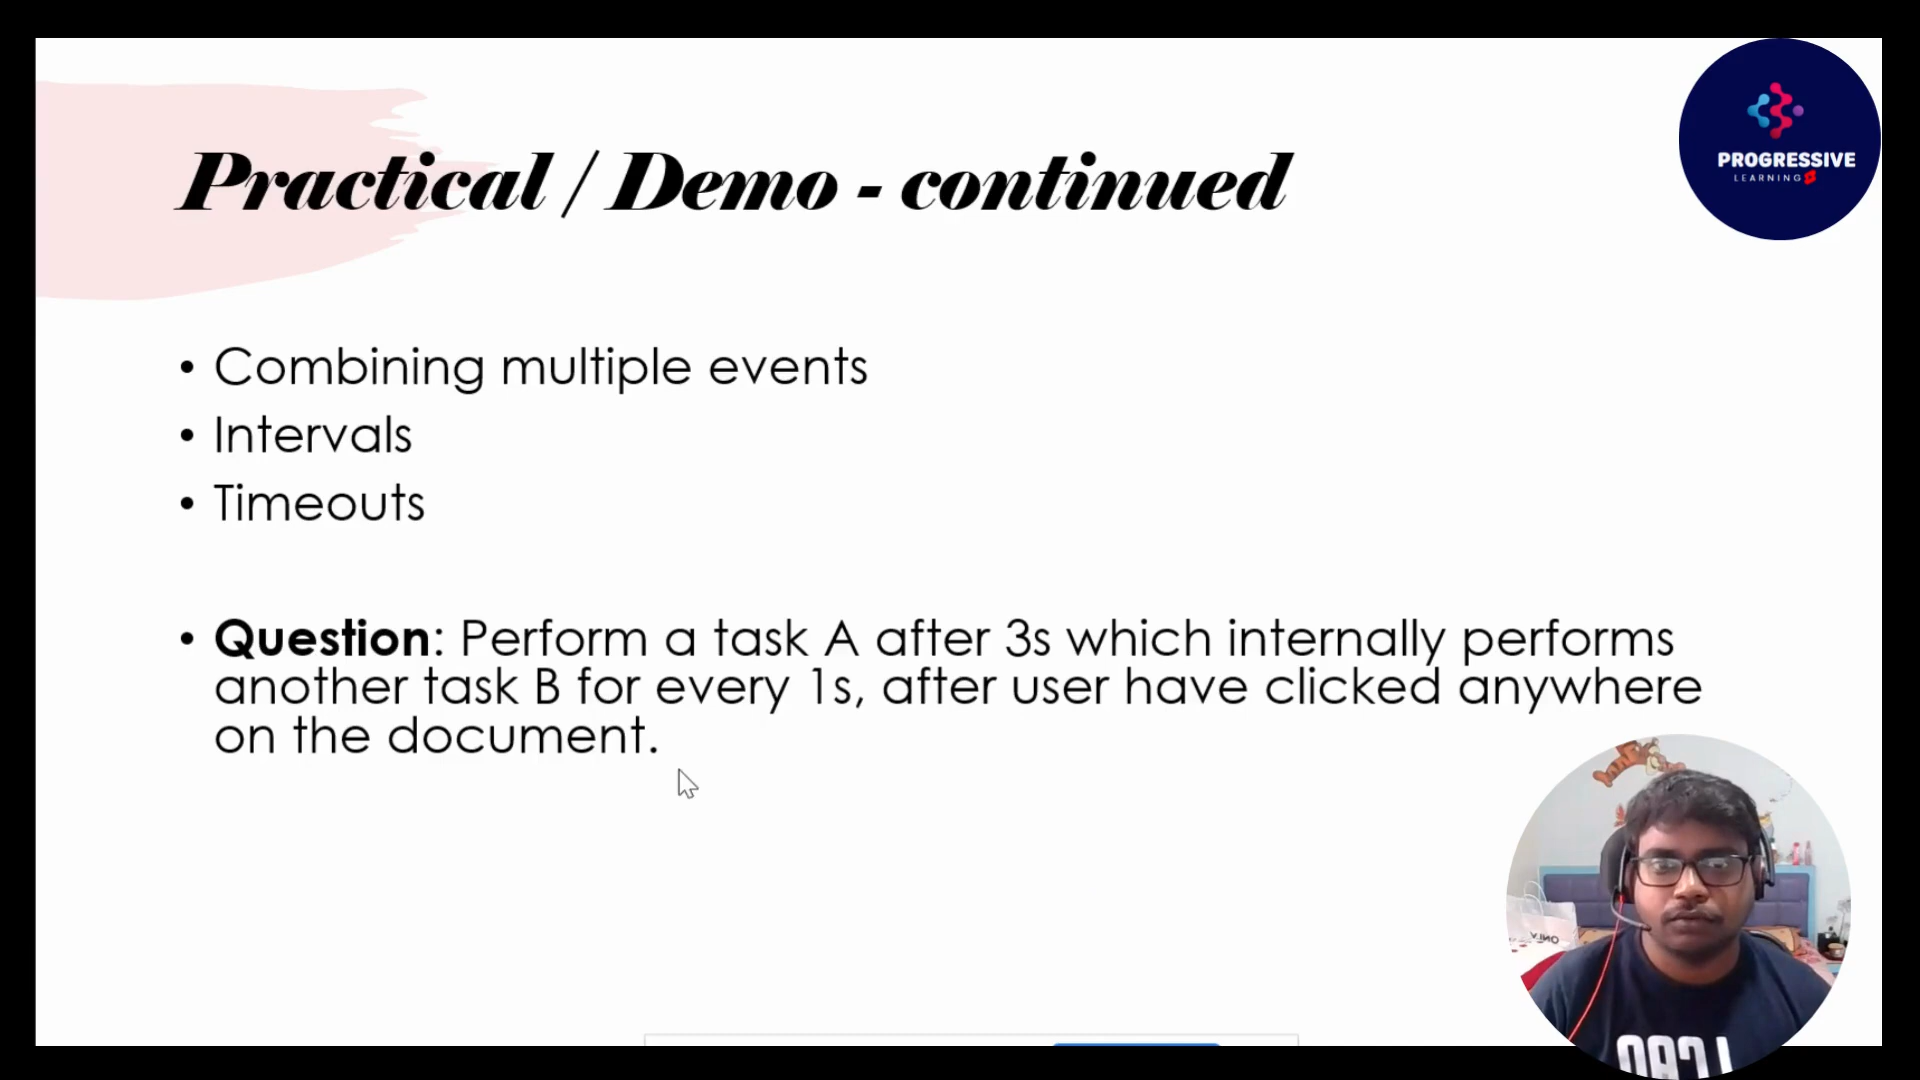 PROGRESSIVE
LEARNING
Practical / Demo - continued
• Combining multiple events
• Intervals
• Timeouts
• Question: Perform a task A after 3s which internally performs
another task B for every 1s, after user have clicked anywhere
on the document.
ONLY